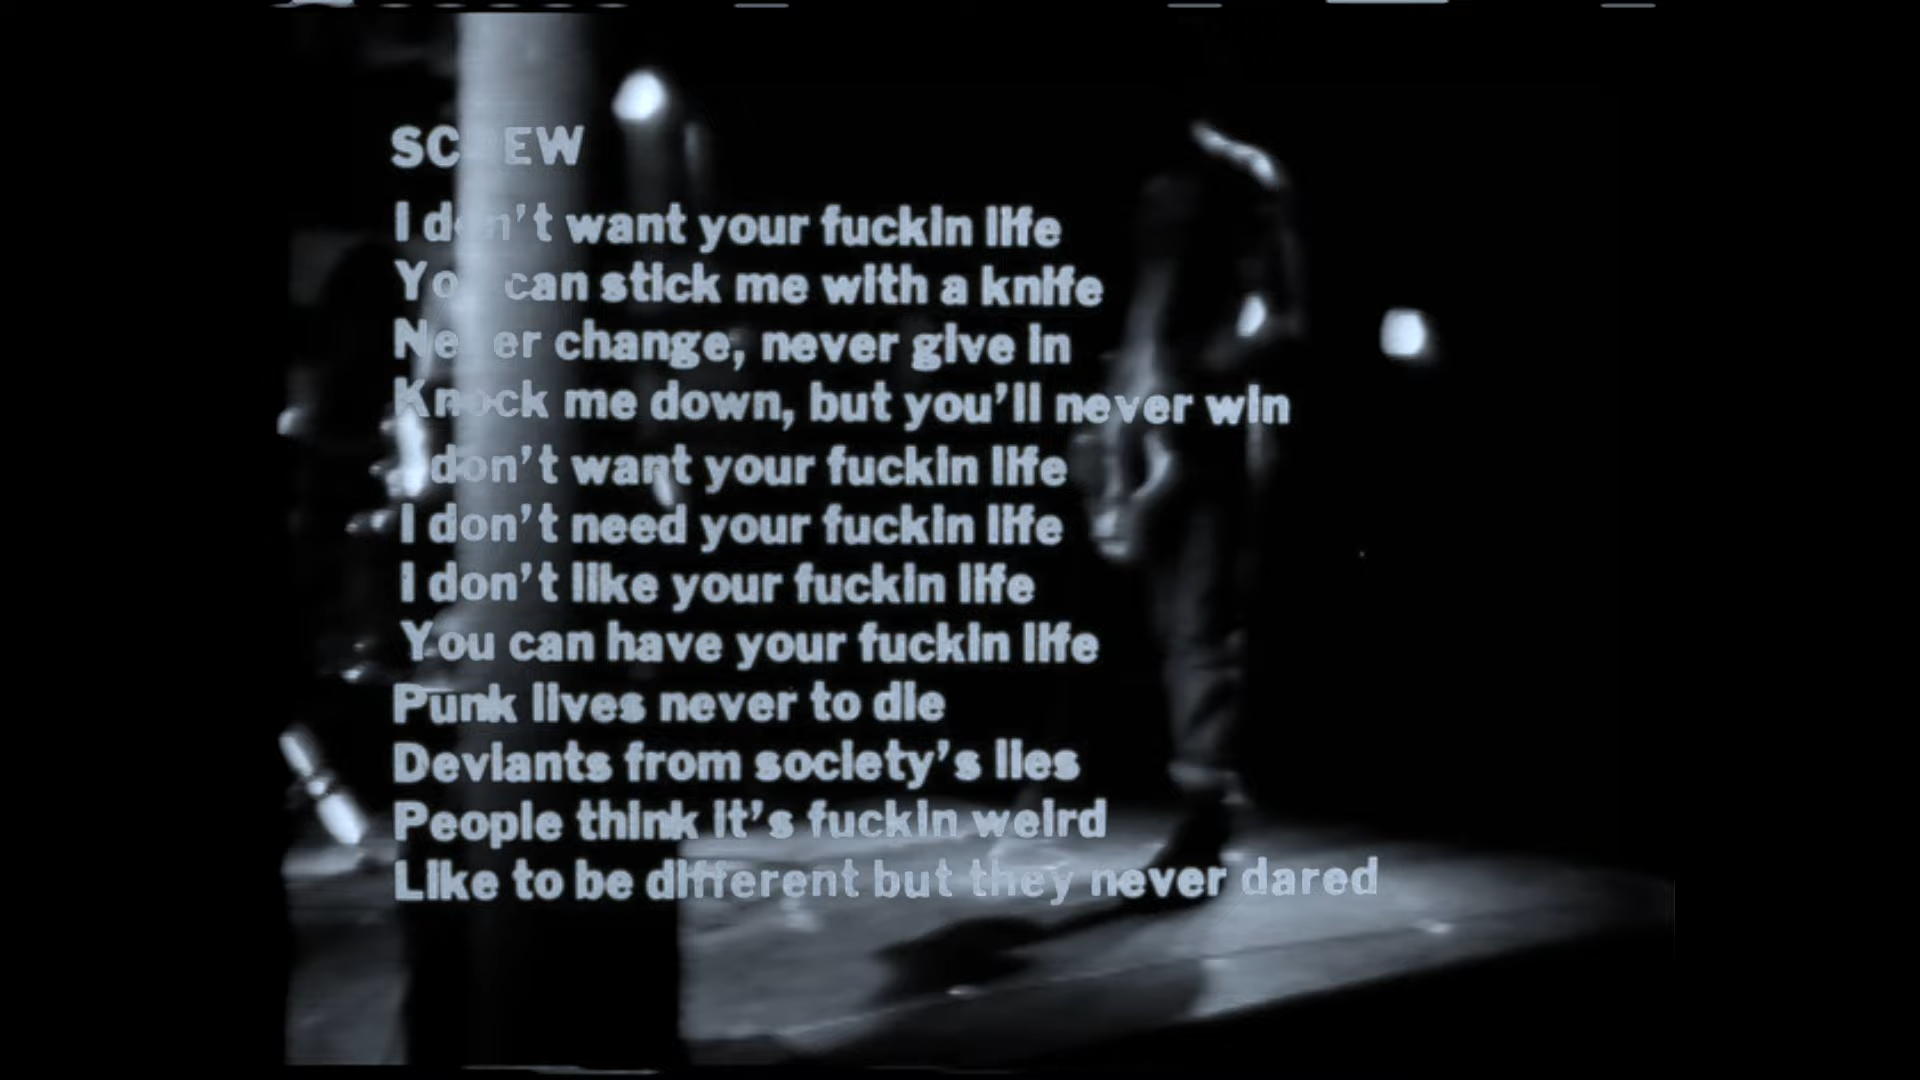 SCREW
I don't want your fuckin life
You can stick me with a knife
Never change, never give in
Knock me down, but you'll never win
I don't want your fuckin life
I don't need your fuckin life
I don't like your fuckin life
You can have your fuckin life
Punk lives never to die
Deviants from society's lies
People think it's fuckin weird
Like to be different but they never dared